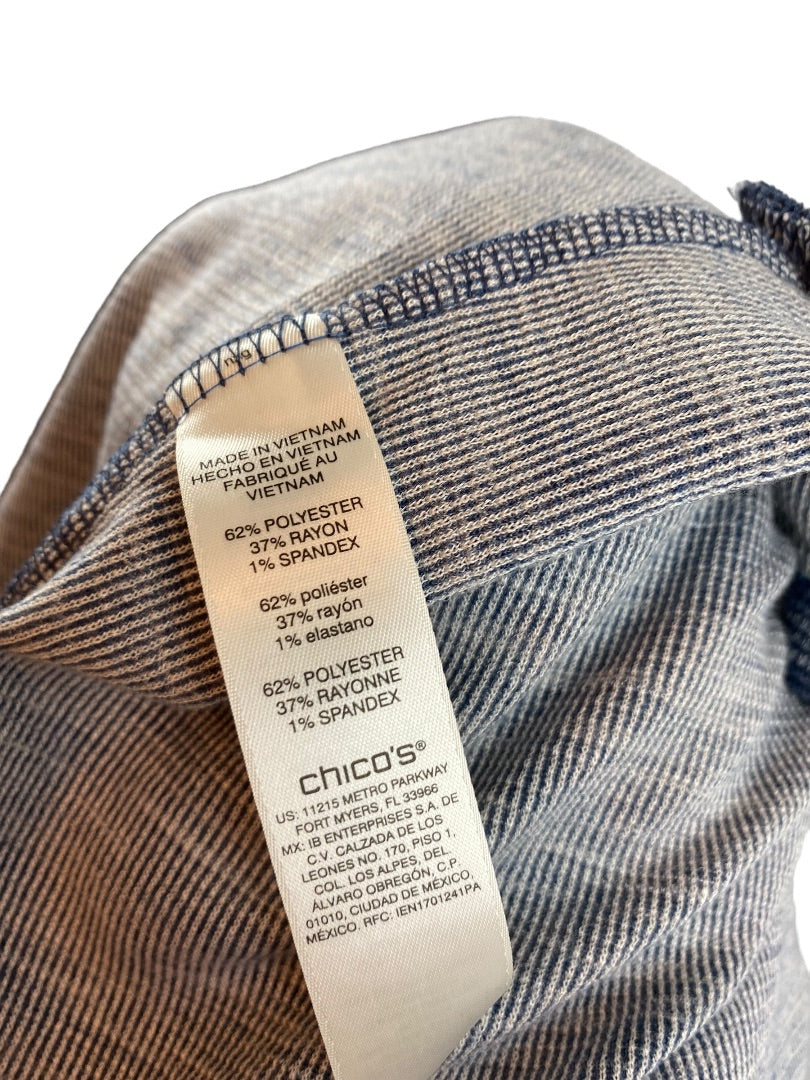 MADE IN VIETNAM
HECHO EN VIETNAM
FABRIQUÉ AU
VIETNAM
62% POLYESTER
37% RAYON
1% SPANDEX
62% poliéster
37% rayón
1% elastano
62% POLYESTER
37% RAYONNE
1% SPANDEX
chico's®
US: 11215 METRO PARKWAY
FORT MYERS, FL 33966
MX: IB ENTERPRISES S.A. DE
C.V. CALZADA DE LOS
LEONES NO. 170, PISO 1,
COL. LOS ALPES, DEL.
ÁLVARO OBREGÓN, C.P.
01010, CIUDAD DE MÉXICO,
MÉXICO. RFC: IEN1701241PA